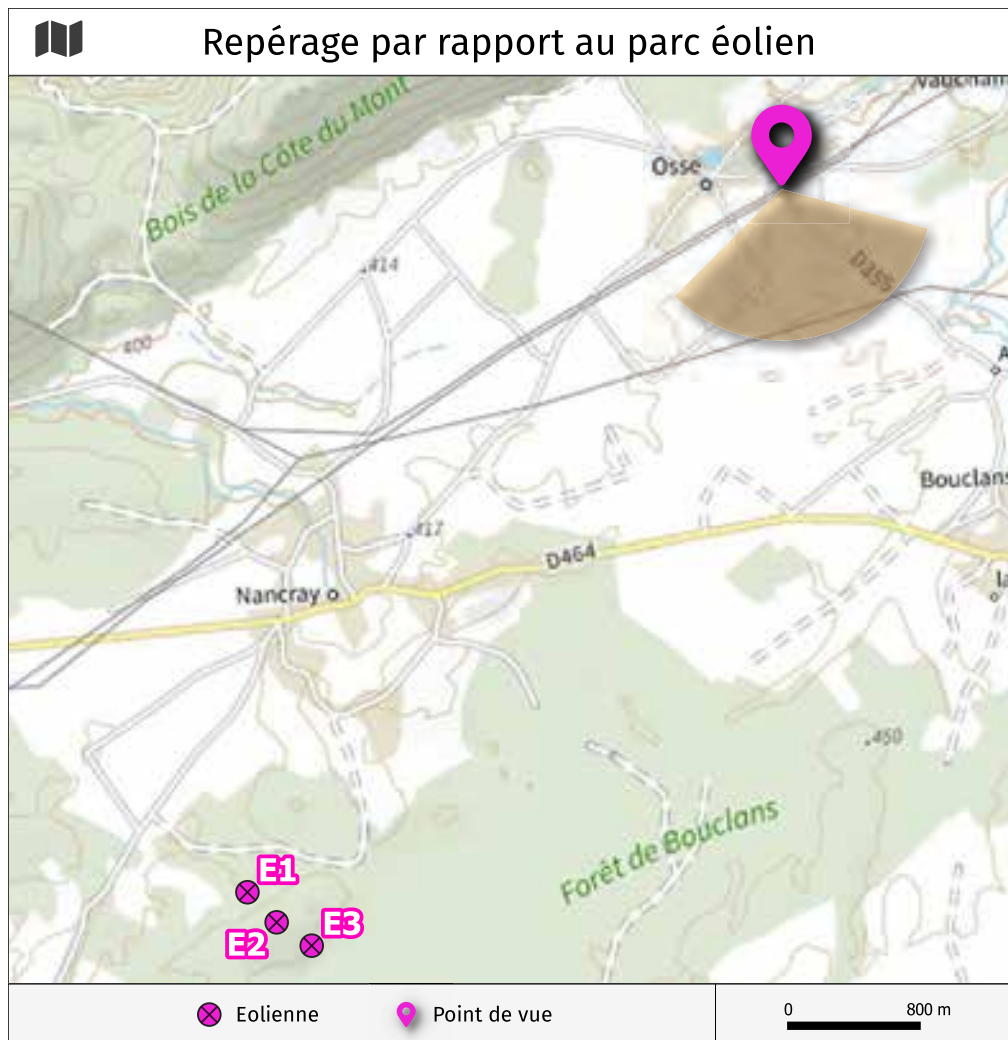 Repérage par rapport au parc éolien
Bois de la Côte du Mont
Osse
414
D255
400
Bouclans
417
D464
Nancray
450
Forêt de Bouclans
E1
E2
E3
Eolienne
Point de vue
0
800 m